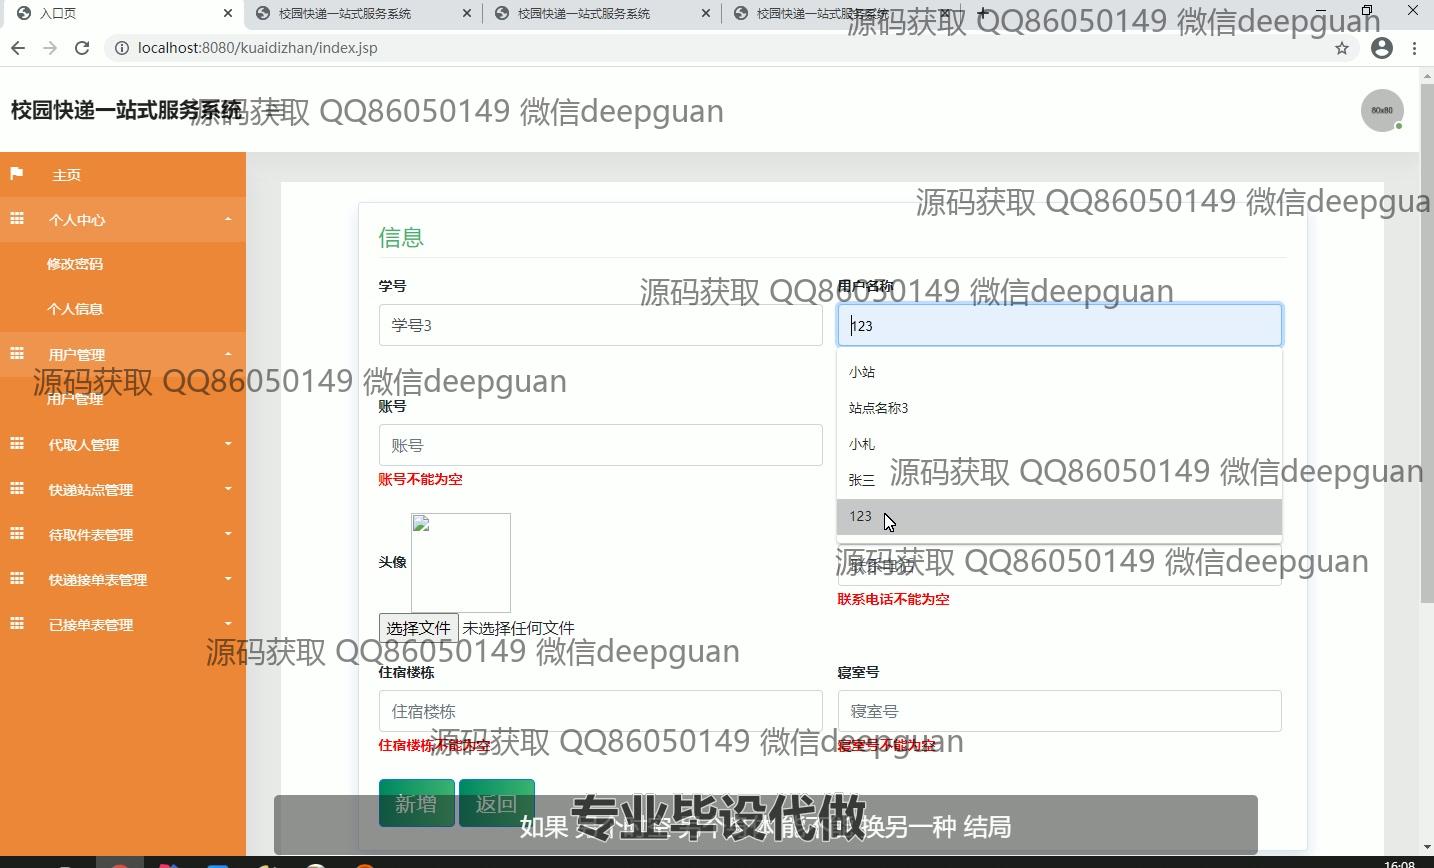 入口页
校园快递一站式服务系统
校园快递一站式服务系统
校园快递一站式服务系统
源码获取 QQ86050149 微信deepguan
localhost:8080/kuaidizhan/index.jsp
校园快递一站式服务系统
源码获取 QQ86050149 微信deepguan
80x80
主页
个人中心
修改密码
个人信息
用户管理
用户管理
代取人管理
快递站点管理
待取件表管理
快递接单表管理
已接单表管理
源码获取 QQ86050149 微信deepgua
信息
学号
用户名称
源码获取 QQ86050149 微信deepguan
学号3
123
小站
站点名称3
小札
张三
123
源码获取 QQ86050149 微信deepguan
账号
账号
账号不能为空
源码获取 QQ86050149 微信deepguan
头像
选择文件 未选择任何文件
联系电话
源码获取 QQ86050149 微信deepguan
联系电话不能为空
源码获取 QQ86050149 微信deepguan
住宿楼栋
寝室号
住宿楼栋
寝室号
住宿楼栋不能为空
寝室号不能为空
源码获取 QQ86050149 微信deepguan
新增
返回
专业毕设代做
如果
换另一种 结局
16:08